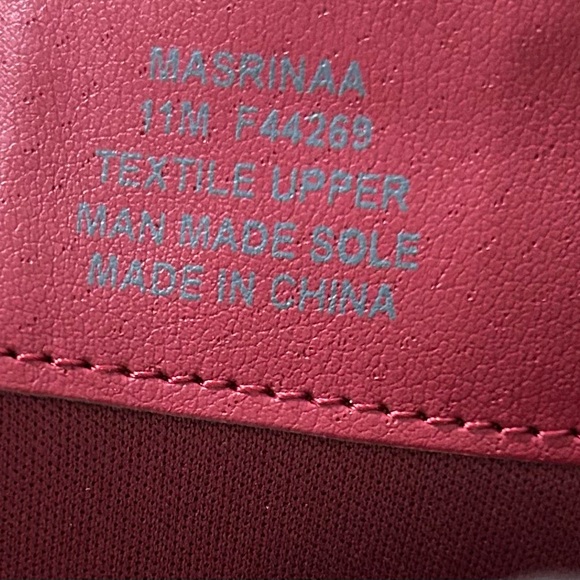 MASRINAA
11M F44269
TEXTILE UPPER
MAN MADE SOLE
MADE IN CHINA